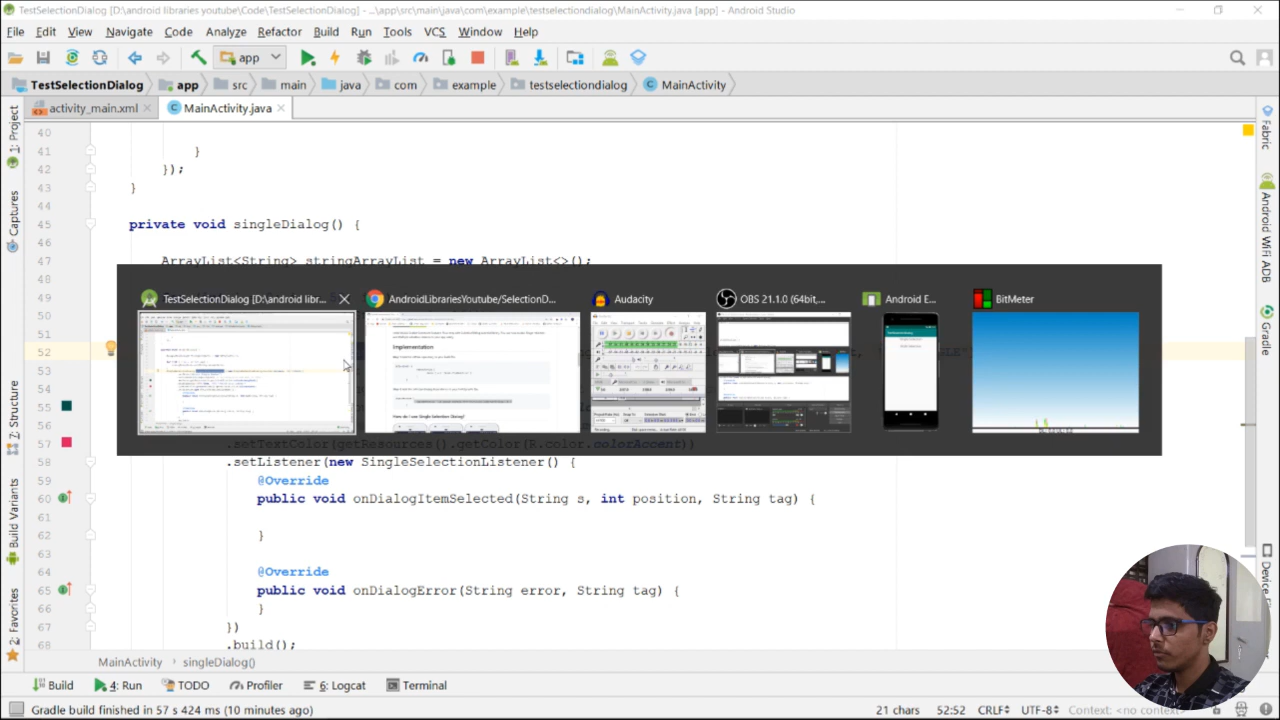 TestSelectionDialog [D:\android libraries youtube\Code\TestSelectionDialog] - ...\app\src\main\java\com\example\testselectiondialog\MainActivity.java [app] - Android Studio
File Edit View Navigate Code Analyze Refactor Build Run Tools VCS Window Help
app
TestSelectionDialog app src main java com example testselectiondialog MainActivity
activity_main.xml MainActivity.java
1: Project
Captures
7: Structure
Build Variants
2: Favorites
Fabric
Android WiFi ADB
Gradle
40
41 }
42 });
43 }
44
45 private void singleDialog() {
46
47 ArrayList<String> stringArrayList = new ArrayList<>();
48
TestSelectionDialog [D:\android libr... AndroidLibrariesYoutube/SelectionD... Audacity OBS 21.1.0 (64bit,... Android E... BitMeter
Implementation
50
51
52
53
55
56
57 .setTextColor(getResources().getColor(R.color.colorAccent))
58 .setListener(new SingleSelectionListener() {
59 @Override
60 public void onDialogItemSelected(String s, int position, String tag) {
61
62 }
63
64 @Override
65 public void onDialogError(String error, String tag) {
66 }
67 })
68 .build();
MainActivity singleDialog()
Build 4: Run TODO Profiler 6: Logcat Terminal
Gradle build finished in 57 s 424 ms (10 minutes ago) 21 chars 52:52 CRLF UTF-8 Context: <no context>